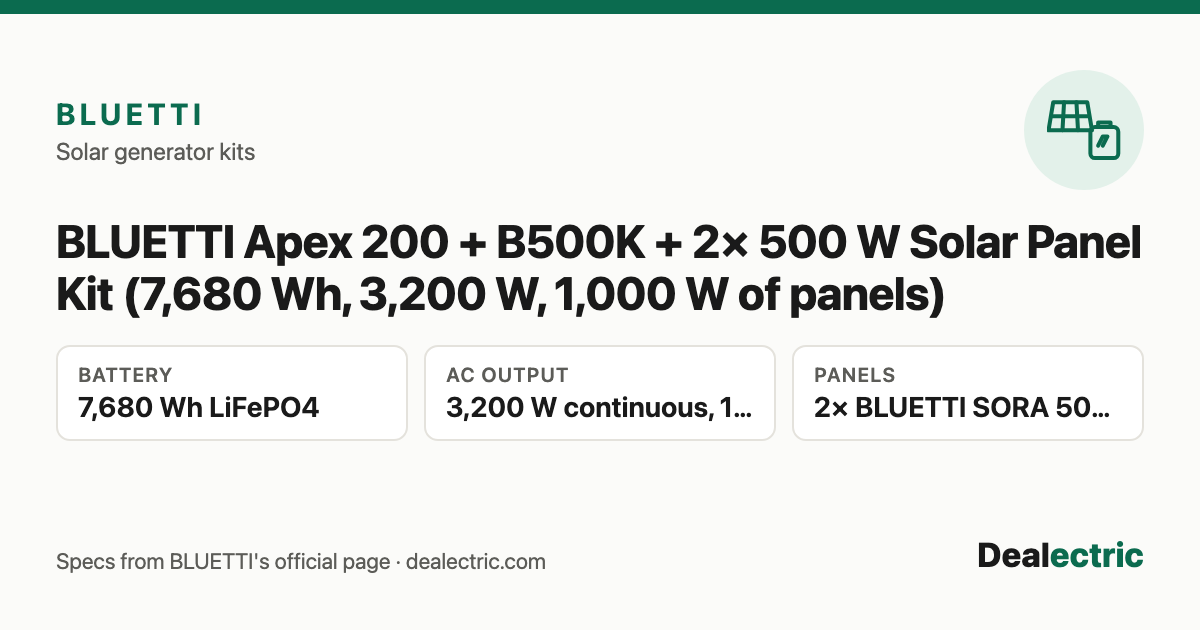 BLUETTI
Solar generator kits
BLUETTI Apex 200 + B500K + 2× 500 W Solar Panel
Kit (7,680 Wh, 3,200 W, 1,000 W of panels)
BATTERY
7,680 Wh LiFePO4
AC OUTPUT
3,200 W continuous, 1...
PANELS
2× BLUETTI SORA 50...
Specs from BLUETTI's official page · dealectric.com
Dealectric